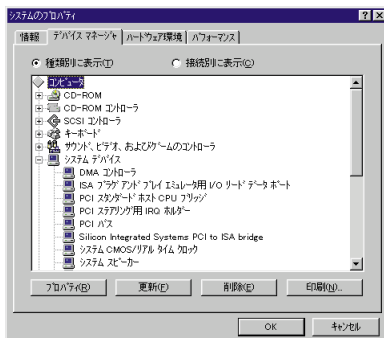 システムのプロパティ
情報 デバイス マネージャ ハードウェア環境 パフォーマンス
種類別に表示(T) 接続別に表示(C)
コンピュータ
CD-ROM
CD-ROM コントローラ
SCSI コントローラ
キーボード
サウンド、ビデオ、およびゲームのコントローラ
システム デバイス
DMA コントローラ
ISA プラグ アンド プレイ エミュレータ用 I/O リード データ ポート
PCI スタンダード ホスト CPU ブリッジ
PCI ステアリング用 IRQ ホルダー
PCI バス
Silicon Integrated Systems PCI to ISA bridge
システム CMOS/リアル タイム クロック
システム スピーカー
プロパティ(R) 更新(F) 削除(E) 印刷(N)...
OK キャンセル